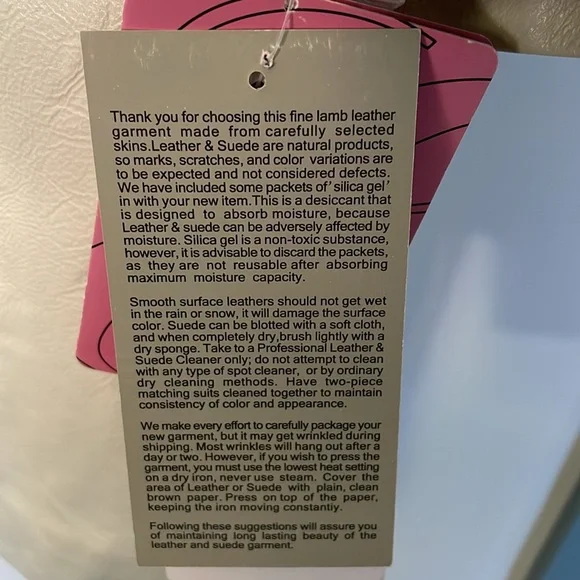 Thank you for choosing this fine lamb leather
garment made from carefully selected
skins.Leather & Suede are natural products,
so marks, scratches, and color variations are
to be expected and not considered defects.
We have included some packets of' silica gel'
in with your new item.This is a desiccant that
is designed to absorb moisture, because
Leather & suede can be adversely affected by
moisture. Silica gel is a non-toxic substance,
however, it is advisable to discard the packets,
as they are not reusable after absorbing
maximum moisture capacity.
Smooth surface leathers should not get wet
in the rain or snow, it will damage the surface
color. Suede can be blotted with a soft cloth,
and when completely dry,brush lightly with a
dry sponge. Take to a Professional Leather &
Suede Cleaner only; do not attempt to clean
with any type of spot cleaner, or by ordinary
dry cleaning methods. Have two-piece
matching suits cleaned together to maintain
consistency of color and appearance.
We make every effort to carefully package your
new garment, but it may get wrinkled during
shipping. Most wrinkles will hang out after a
day or two. However, if you wish to press the
garment, you must use the lowest heat setting
on a dry iron, never use steam. Cover the
area of Leather or Suede with plain, clean
brown paper. Press on top of the paper,
keeping the iron moving constantiy.
Following these suggestions will assure you
of maintaining long lasting beauty of the
leather and suede garment.